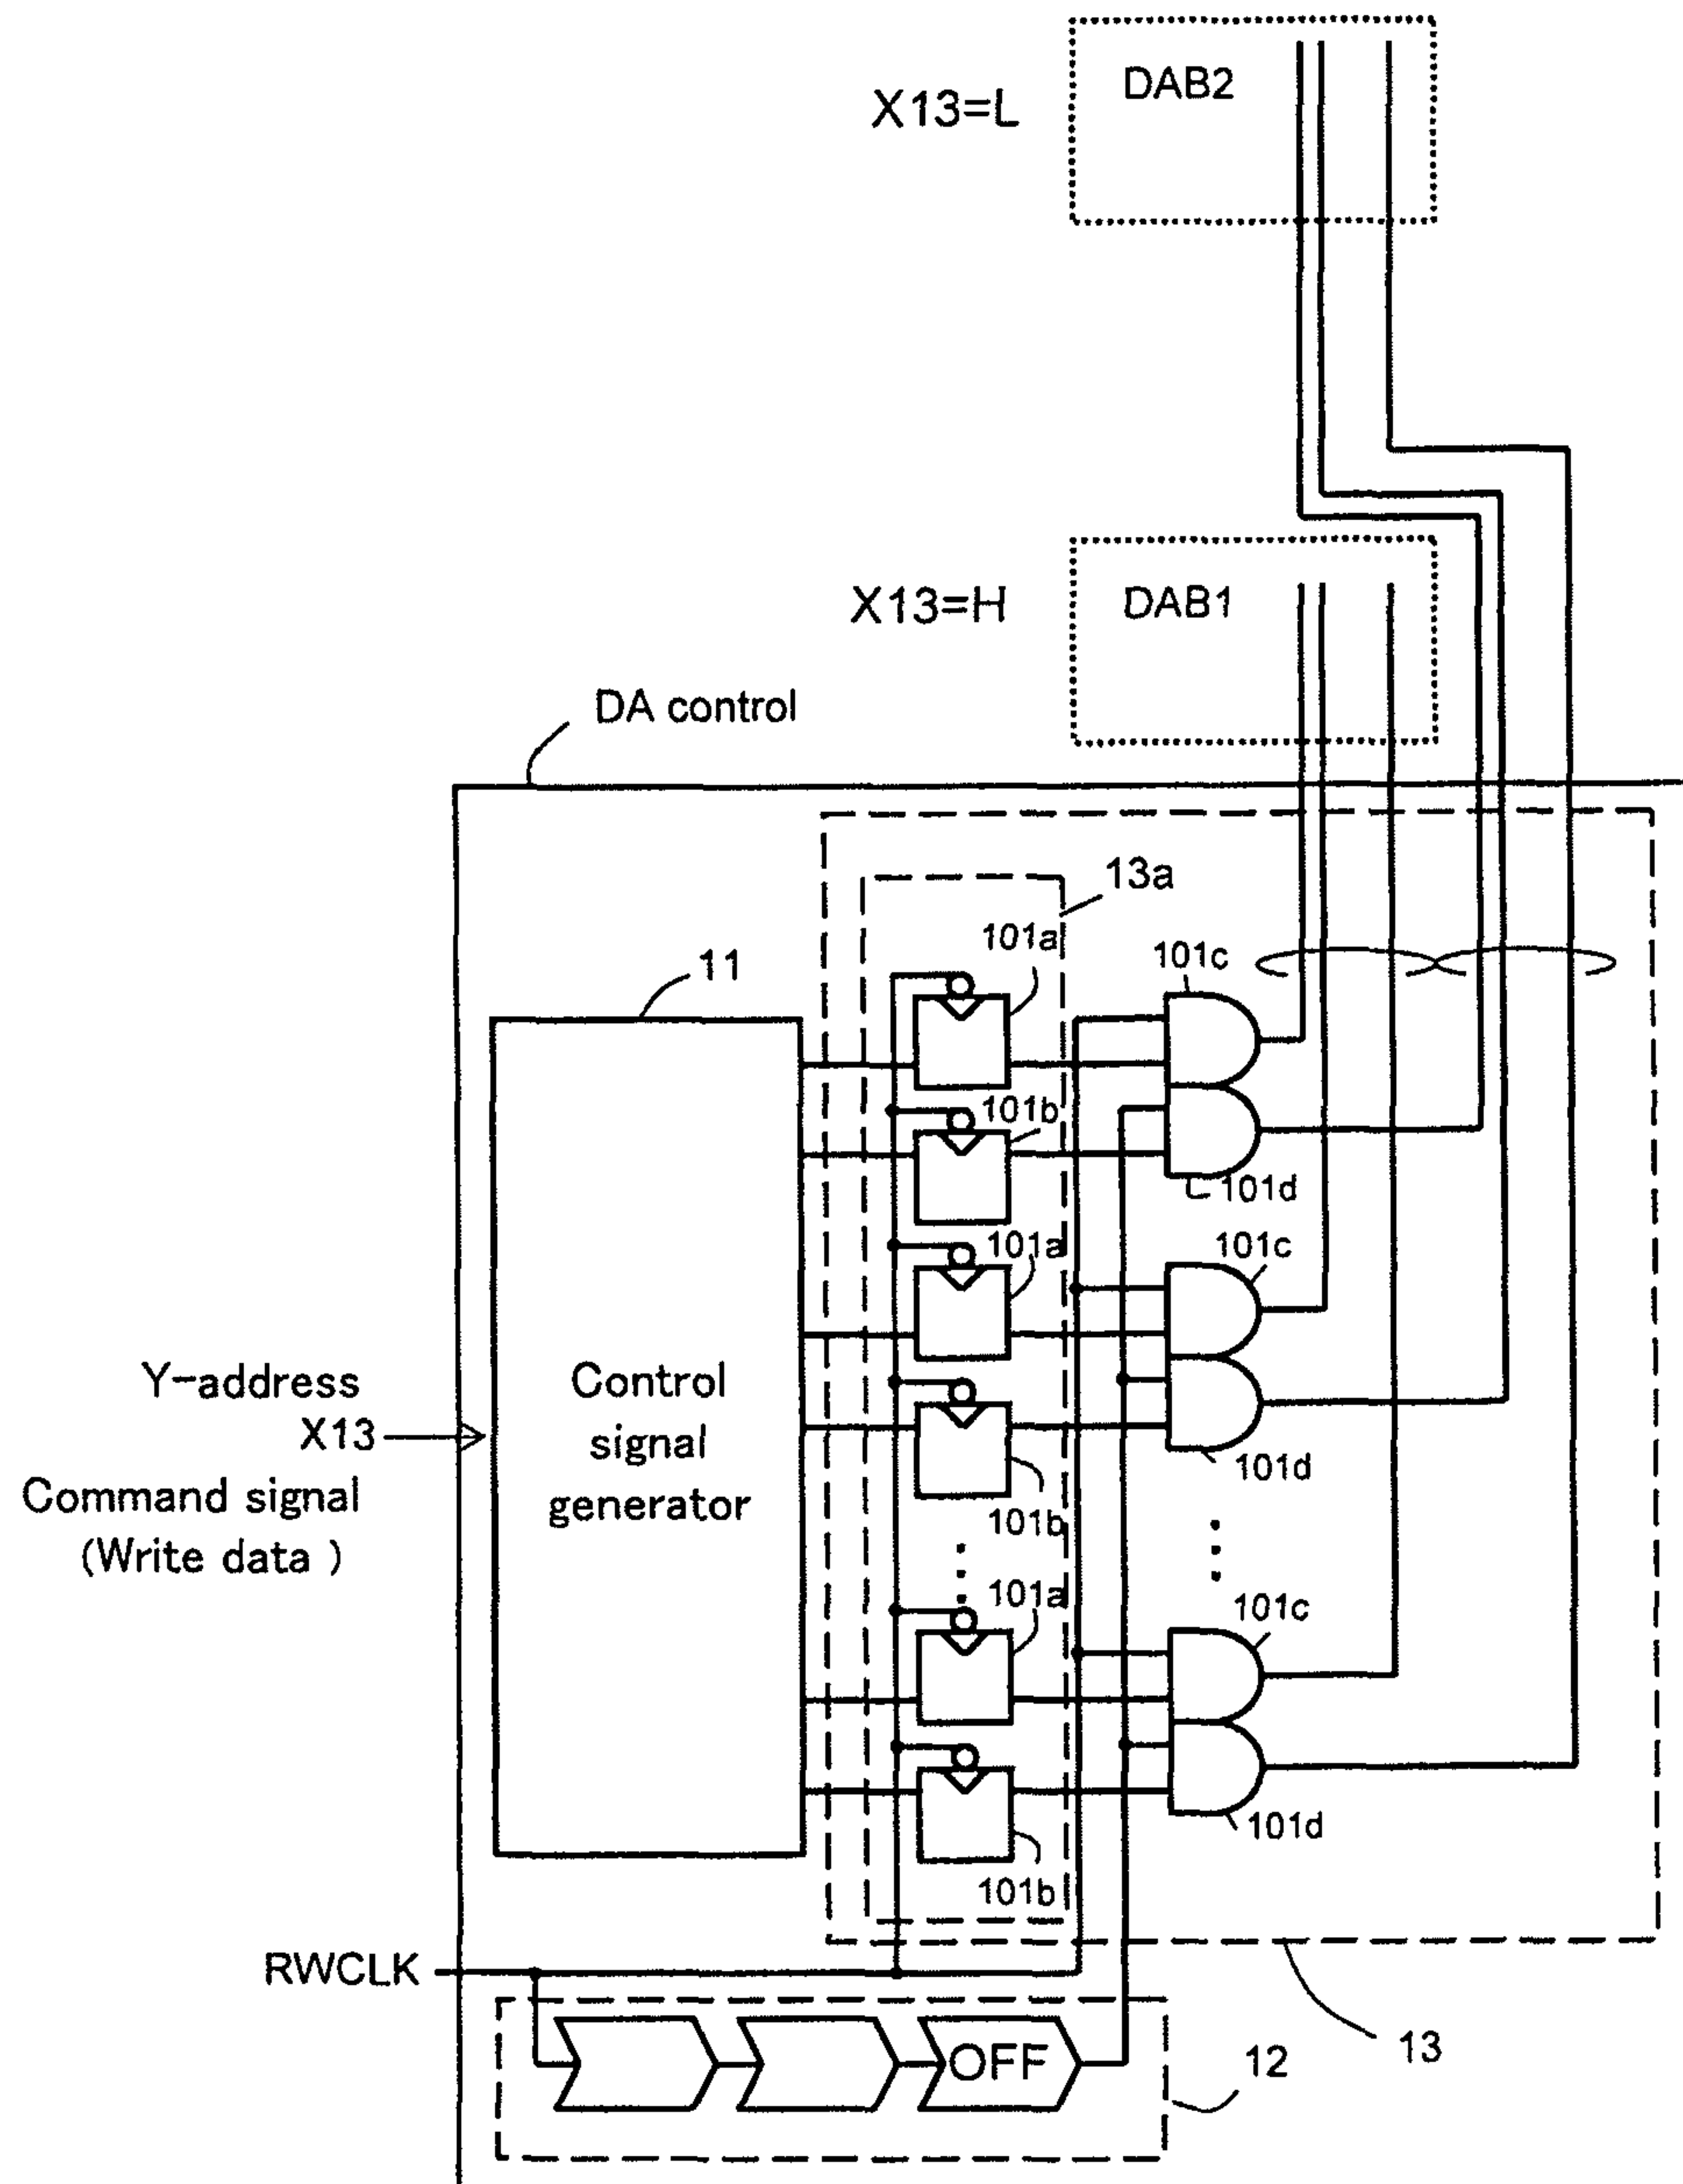 DAB2
X13=L
DAB1
X13=H
DA control
13a
101a
101c
11
101b
101d
101a
101c
Y-address
X13
Command signal
(Write data )
Control
signal
generator
101d
101b
101a
101c
101d
101b
RWCLK
OFF
13
12